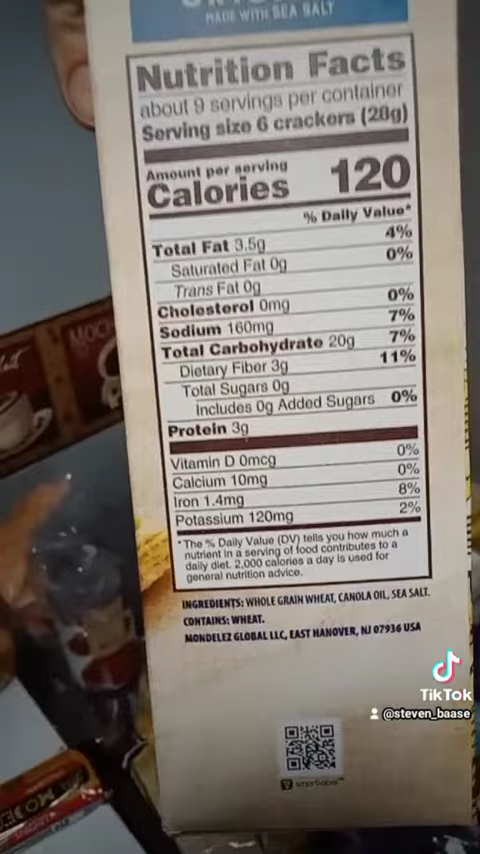 MADE WITH SEA SALT
Nutrition Facts
about 9 servings per container
Serving size 6 crackers (28g)
Amount per serving
Calories 120
% Daily Value*
Total Fat 3.5g 4%
Saturated Fat 0g 0%
Trans Fat 0g
Cholesterol 0mg 0%
Sodium 160mg 7%
Total Carbohydrate 20g 7%
Dietary Fiber 3g 11%
Total Sugars 0g
Includes 0g Added Sugars 0%
Protein 3g
Vitamin D 0mcg 0%
Calcium 10mg 0%
Iron 1.4mg 8%
Potassium 120mg 2%
*The % Daily Value (DV) tells you how much a
nutrient in a serving of food contributes to a
daily diet. 2,000 calories a day is used for
general nutrition advice.
INGREDIENTS: WHOLE GRAIN WHEAT, CANOLA OIL, SEA SALT.
CONTAINS: WHEAT.
MONDELEZ GLOBAL LLC, EAST HANOVER, NJ 07936 USA
smartlabel
TikTok
@steven_baase